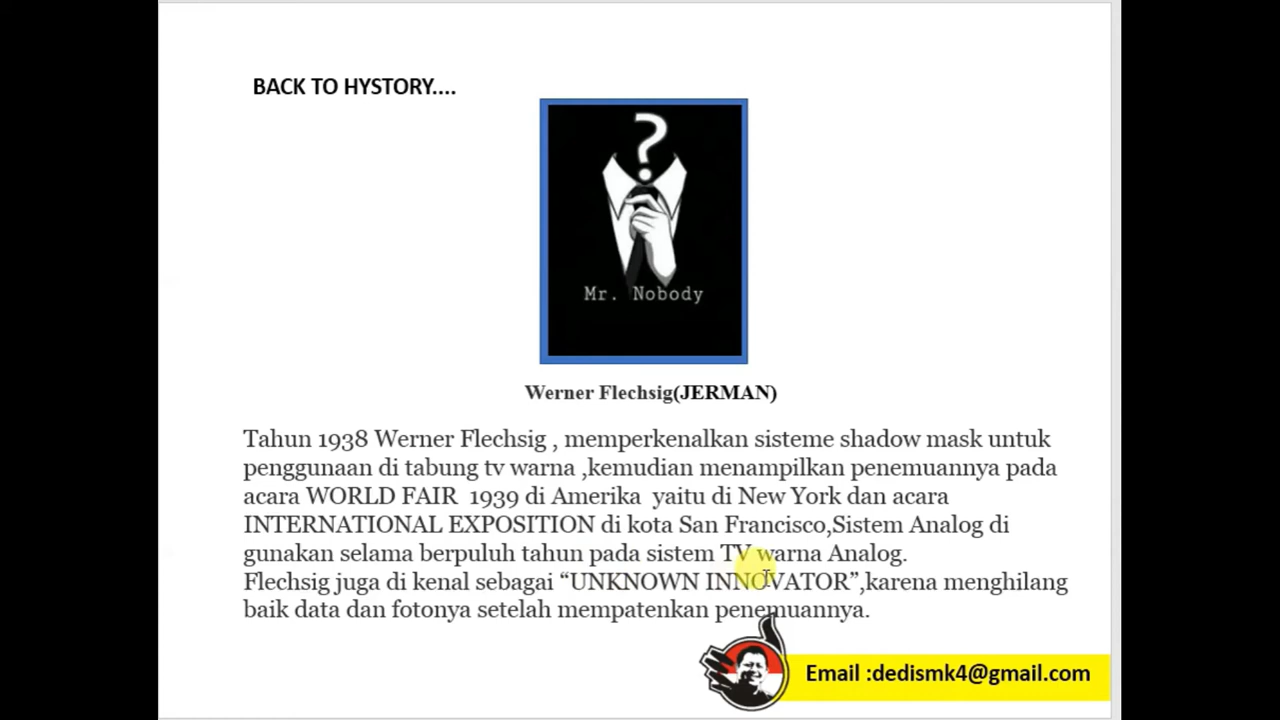 BACK TO HYSTORY....
?
Mr. Nobody
Werner Flechsig(JERMAN)
Tahun 1938 Werner Flechsig , memperkenalkan sisteme shadow mask untuk
penggunaan di tabung tv warna ,kemudian menampilkan penemuannya pada
acara WORLD FAIR 1939 di Amerika yaitu di New York dan acara
INTERNATIONAL EXPOSITION di kota San Francisco,Sistem Analog di
gunakan selama berpuluh tahun pada sistem TV warna Analog.
Flechsig juga di kenal sebagai “UNKNOWN INNOVATOR”,karena menghilang
baik data dan fotonya setelah mempatenkan penemuannya.
Email :dedismk4@gmail.com